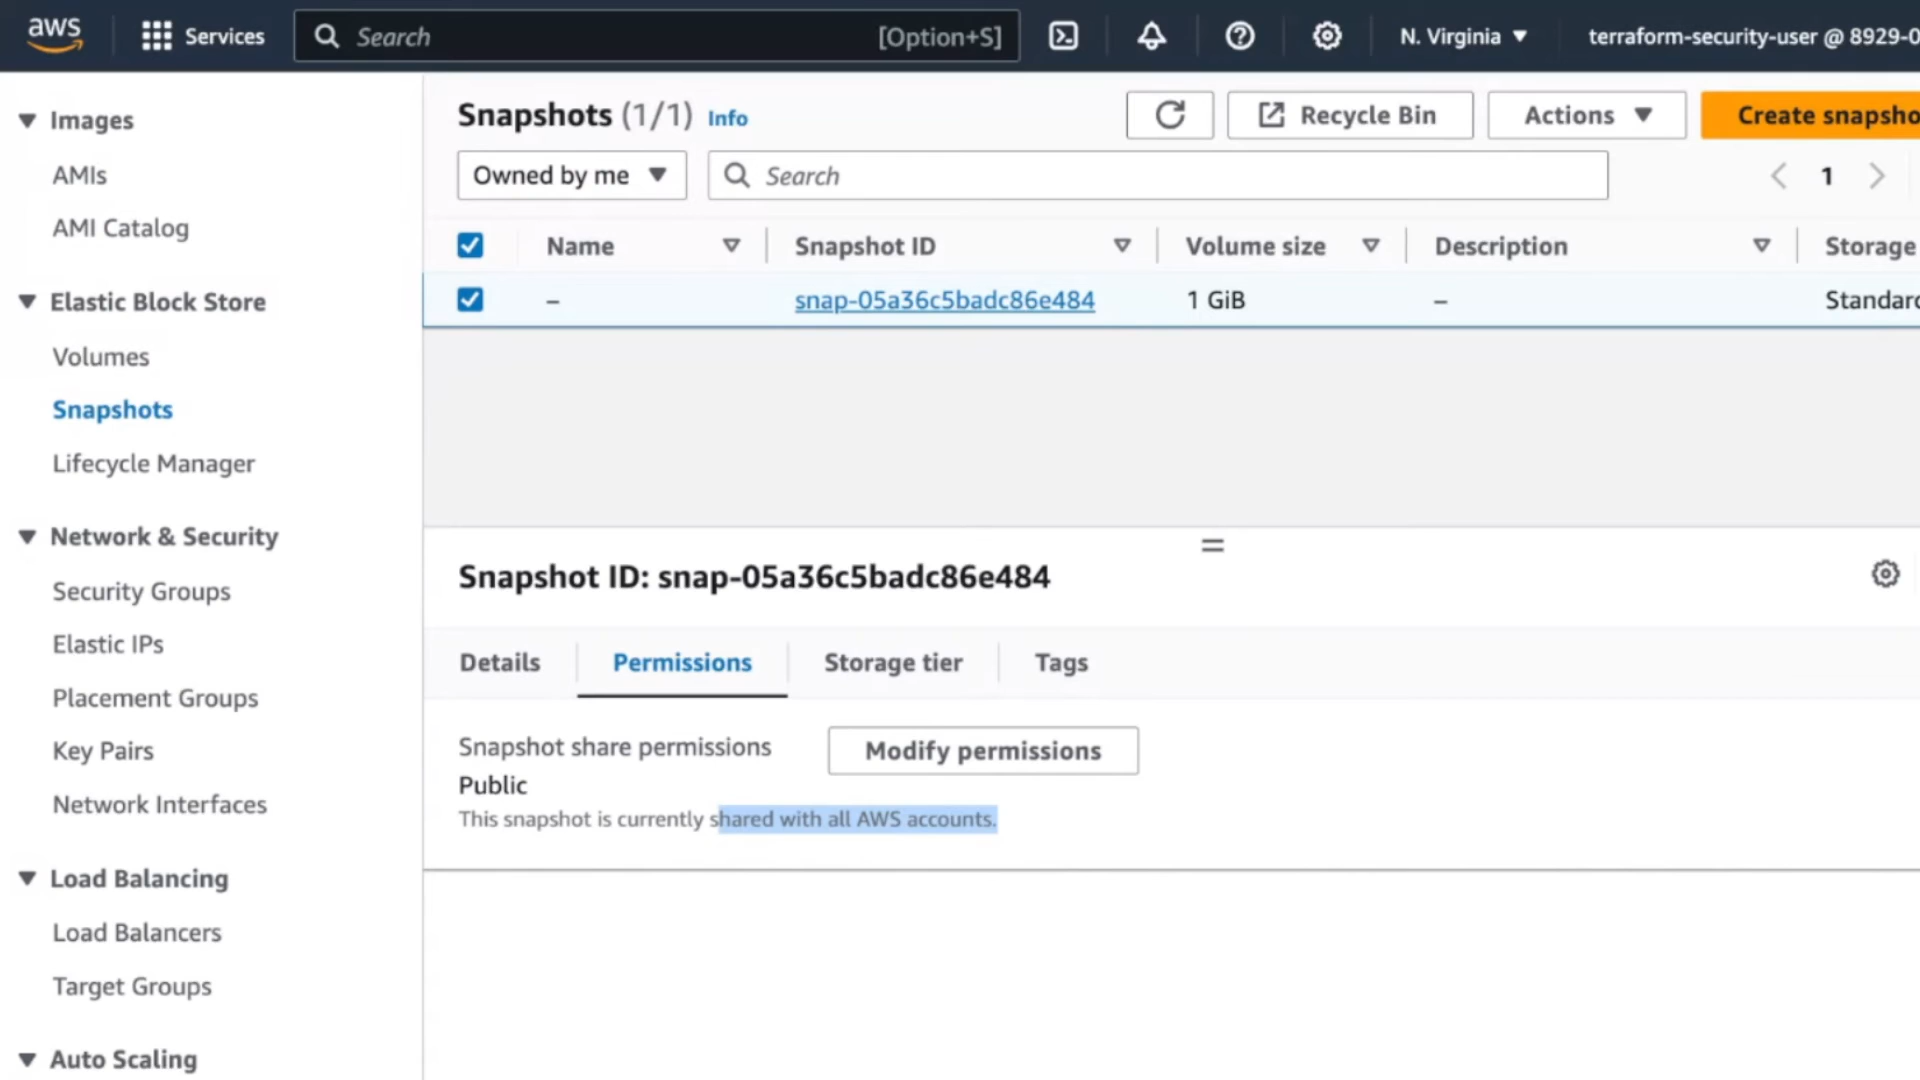 aws
Services
Search [Option+S]
N. Virginia
terraform-security-user @ 8929-0
Images
AMIs
AMI Catalog
Elastic Block Store
Volumes
Snapshots
Lifecycle Manager
Network & Security
Security Groups
Elastic IPs
Placement Groups
Key Pairs
Network Interfaces
Load Balancing
Load Balancers
Target Groups
Auto Scaling
Snapshots (1/1) Info
Recycle Bin
Actions
Create snapsho
Owned by me
Search
1
Name Snapshot ID Volume size Description Storage
– snap-05a36c5badc86e484 1 GiB – Standard
Snapshot ID: snap-05a36c5badc86e484
Details Permissions Storage tier Tags
Snapshot share permissions
Modify permissions
Public
This snapshot is currently shared with all AWS accounts.